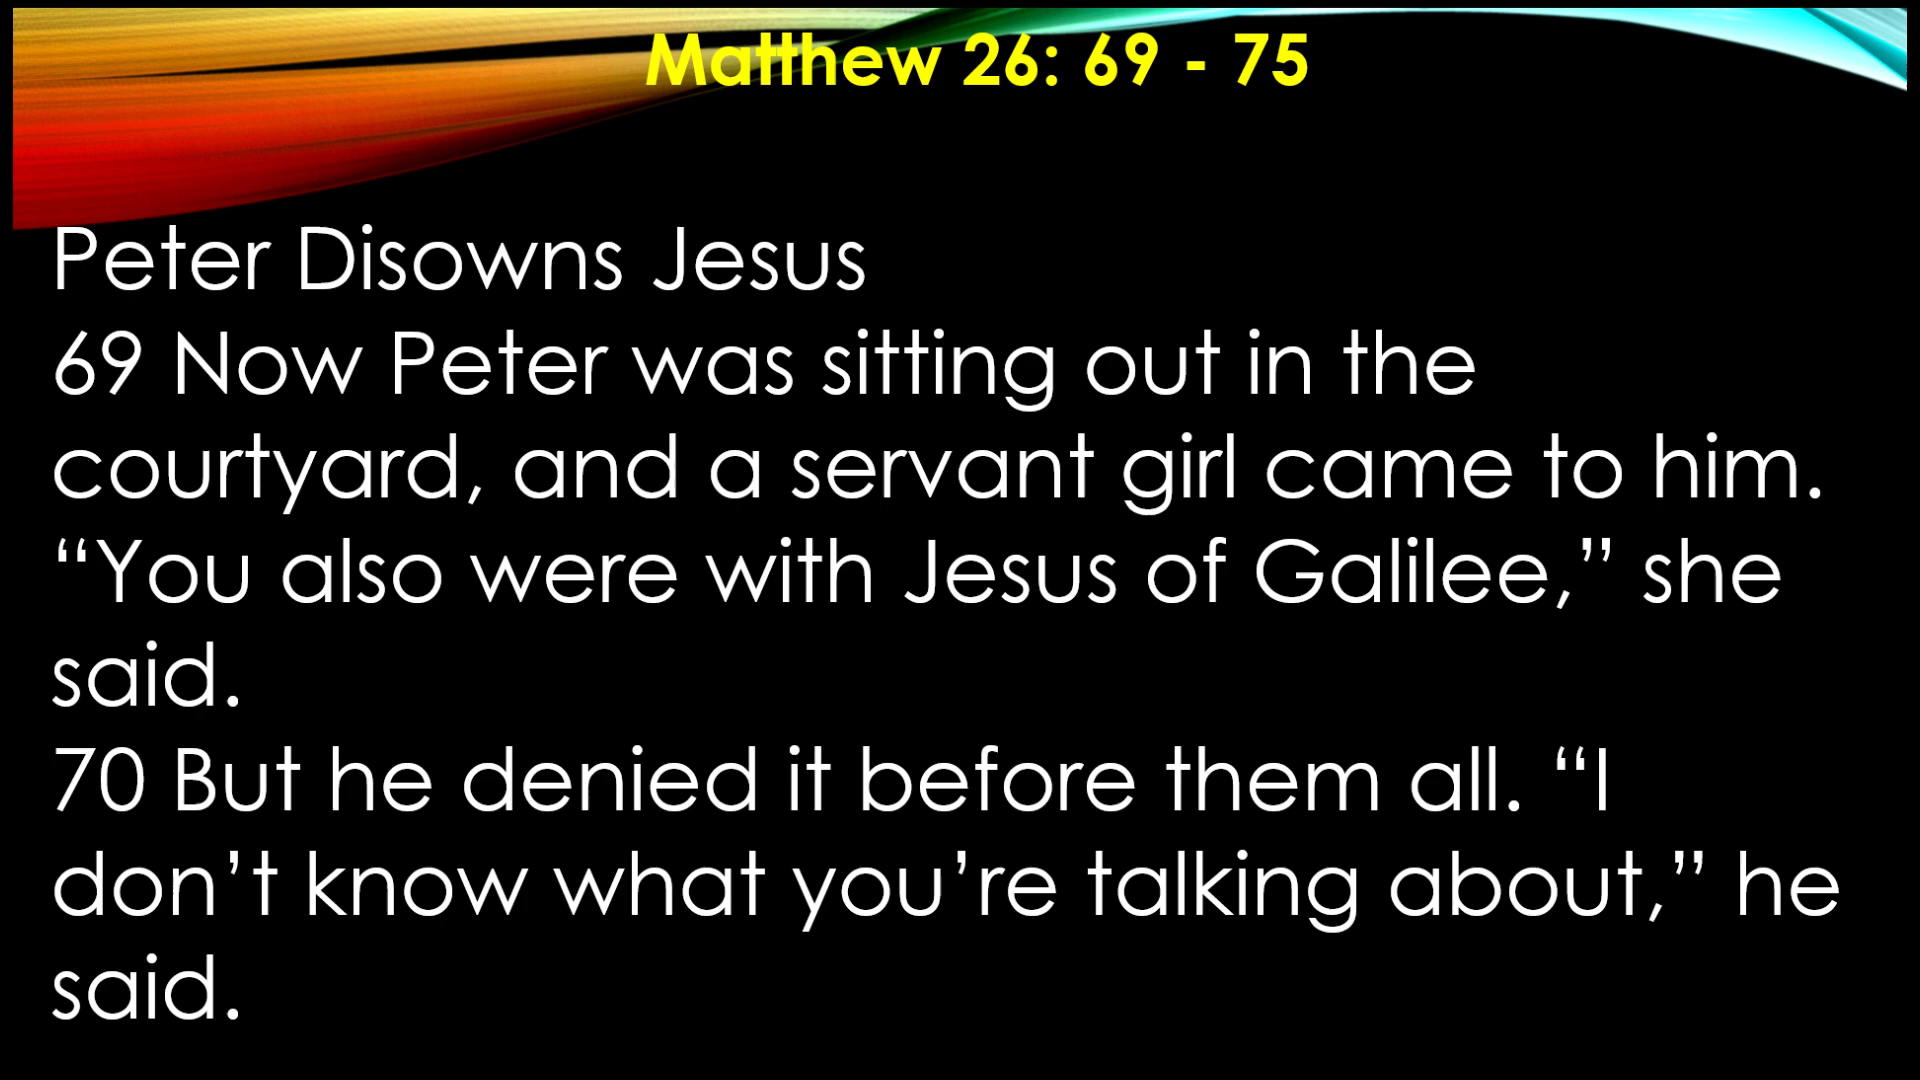 Matthew 26: 69 - 75
Peter Disowns Jesus
69 Now Peter was sitting out in the
courtyard, and a servant girl came to him.
“You also were with Jesus of Galilee,” she
said.
70 But he denied it before them all. “I
don’t know what you’re talking about,” he
said.